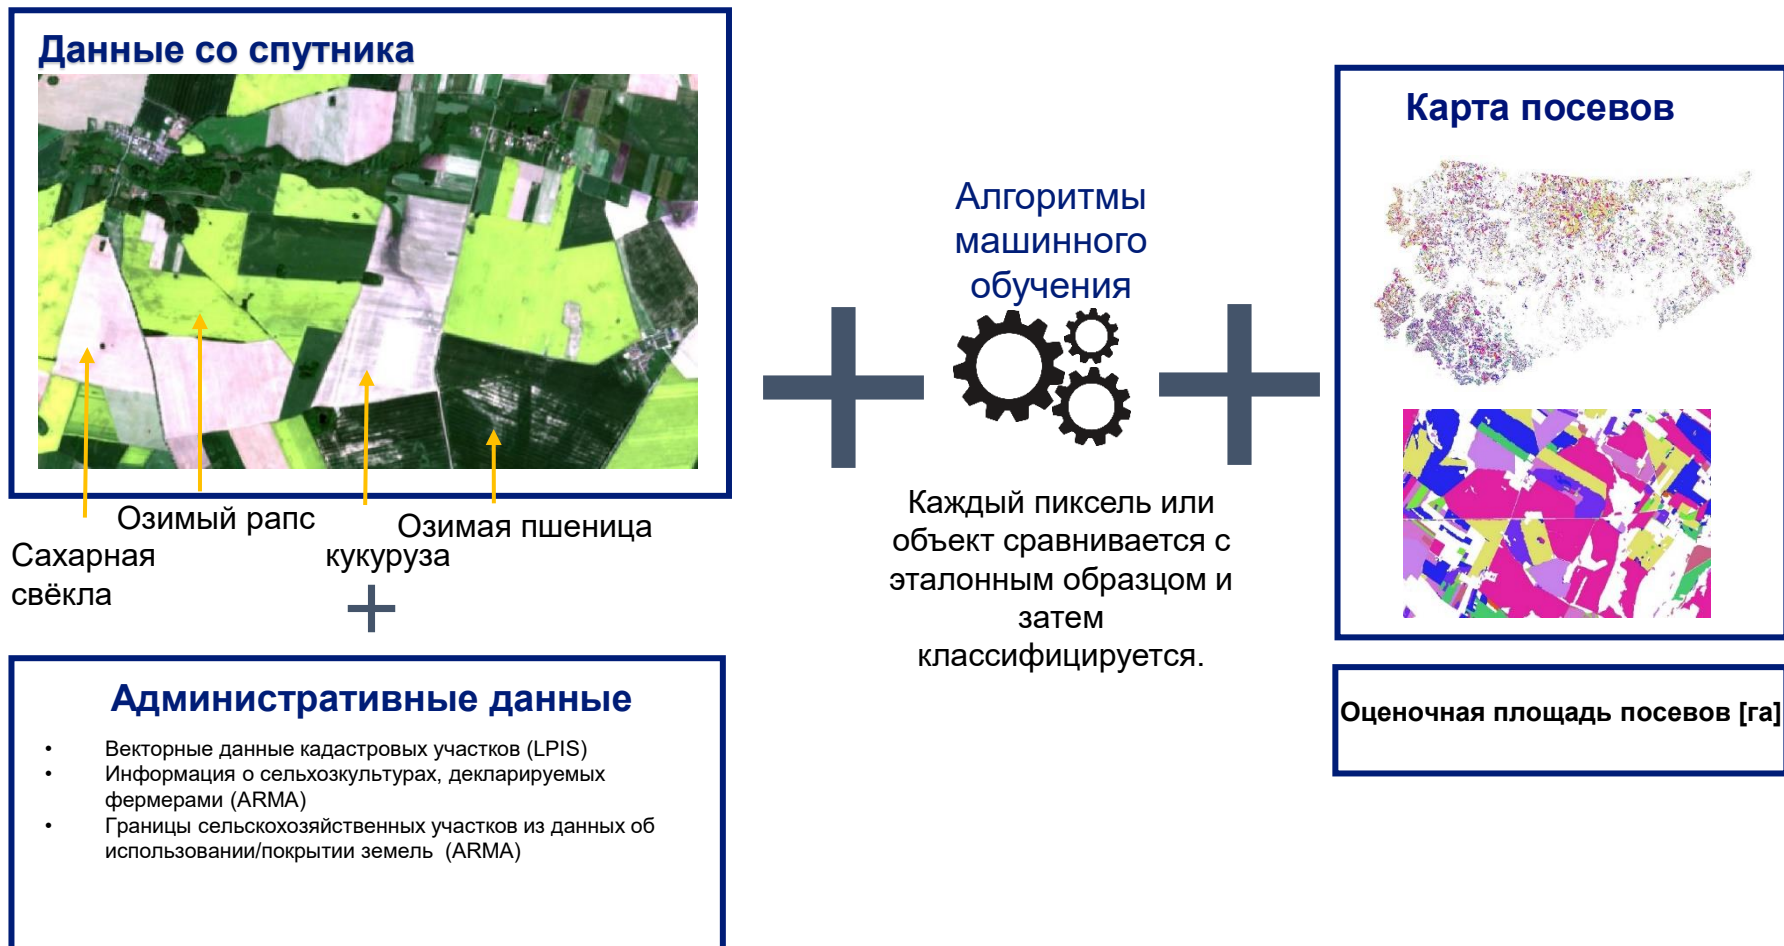 Данные со спутника
Озимый рапс
Озимая пшеница
Сахарная
свёкла
кукуруза
Административные данные
• Векторные данные кадастровых участков (LPIS)
• Информация о сельхозкультурах, декларируемых
фермерами (ARMA)
• Границы сельскохозяйственных участков из данных об
использовании/покрытии земель (ARMA)
Алгоритмы
машинного
обучения
Каждый пиксель или
объект сравнивается с
эталонным образцом и
затем
классифицируется.
Карта посевов
Оценочная площадь посевов [га]